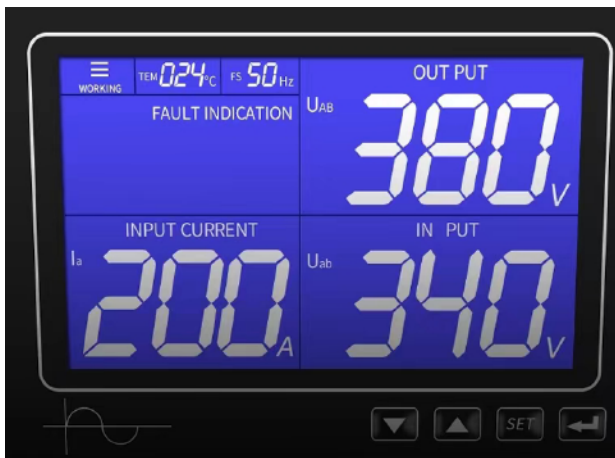 WORKING
TEM 024 °C
FS 50 Hz
FAULT INDICATION
OUT PUT
UAB 380 V
INPUT CURRENT
Ia 200 A
IN PUT
Uab 340 V
SET